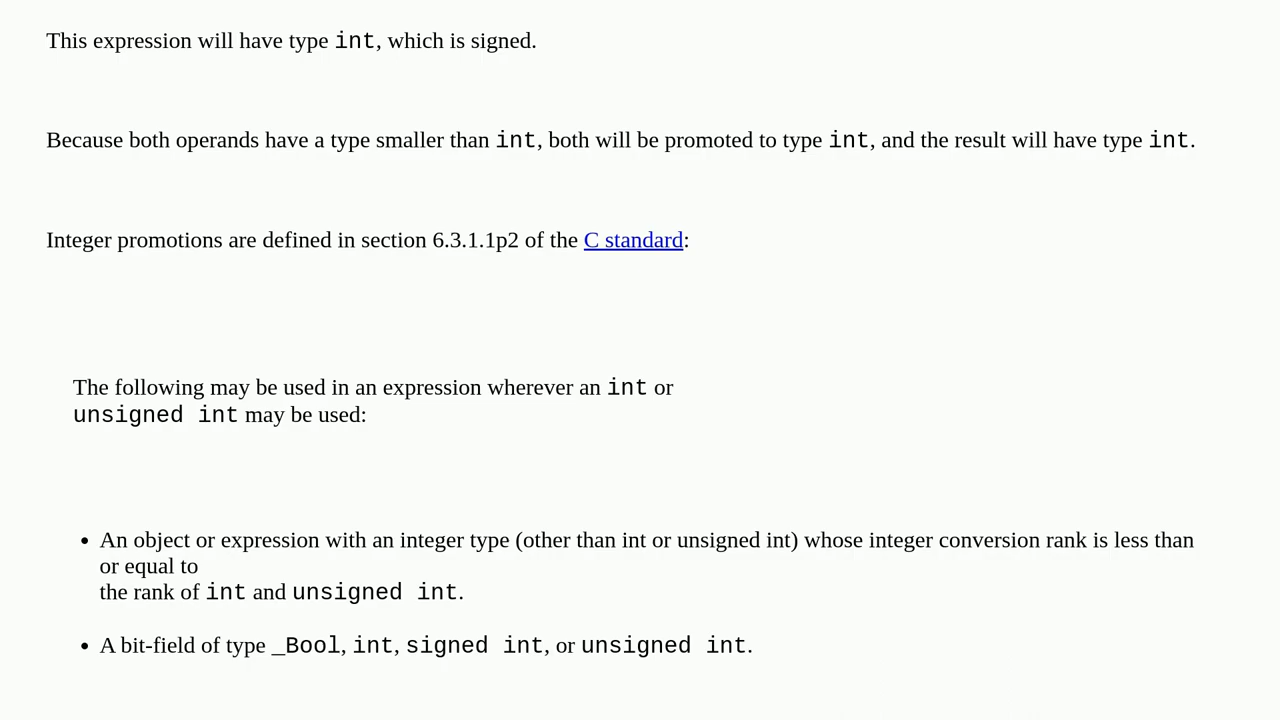 This expression will have type int, which is signed.
Because both operands have a type smaller than int, both will be promoted to type int, and the result will have type int.
Integer promotions are defined in section 6.3.1.1p2 of the C standard:
The following may be used in an expression wherever an int or
unsigned int may be used:
• An object or expression with an integer type (other than int or unsigned int) whose integer conversion rank is less than
or equal to
the rank of int and unsigned int.
• A bit-field of type _Bool, int, signed int, or unsigned int.